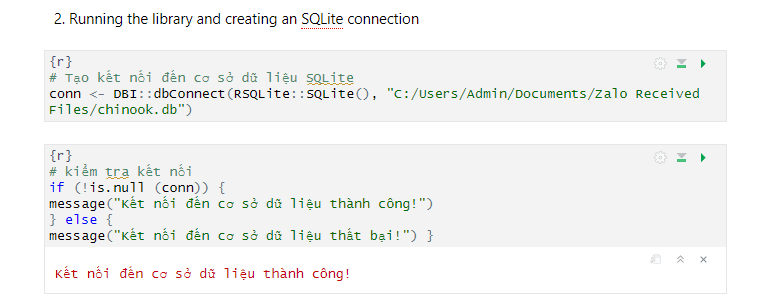 2. Running the library and creating an SQLite connection
{r}
# Tạo kết nối đến cơ sở dữ liệu SQLite
conn <- DBI::dbConnect(RSQLite::SQLite(), "C:/Users/Admin/Documents/Zalo Received
Files/chinook.db")
{r}
# kiểm tra kết nối
if (!is.null (conn)) {
message("Kết nối đến cơ sở dữ liệu thành công!")
} else {
message("Kết nối đến cơ sở dữ liệu thất bại!") }
Kết nối đến cơ sở dữ liệu thành công!